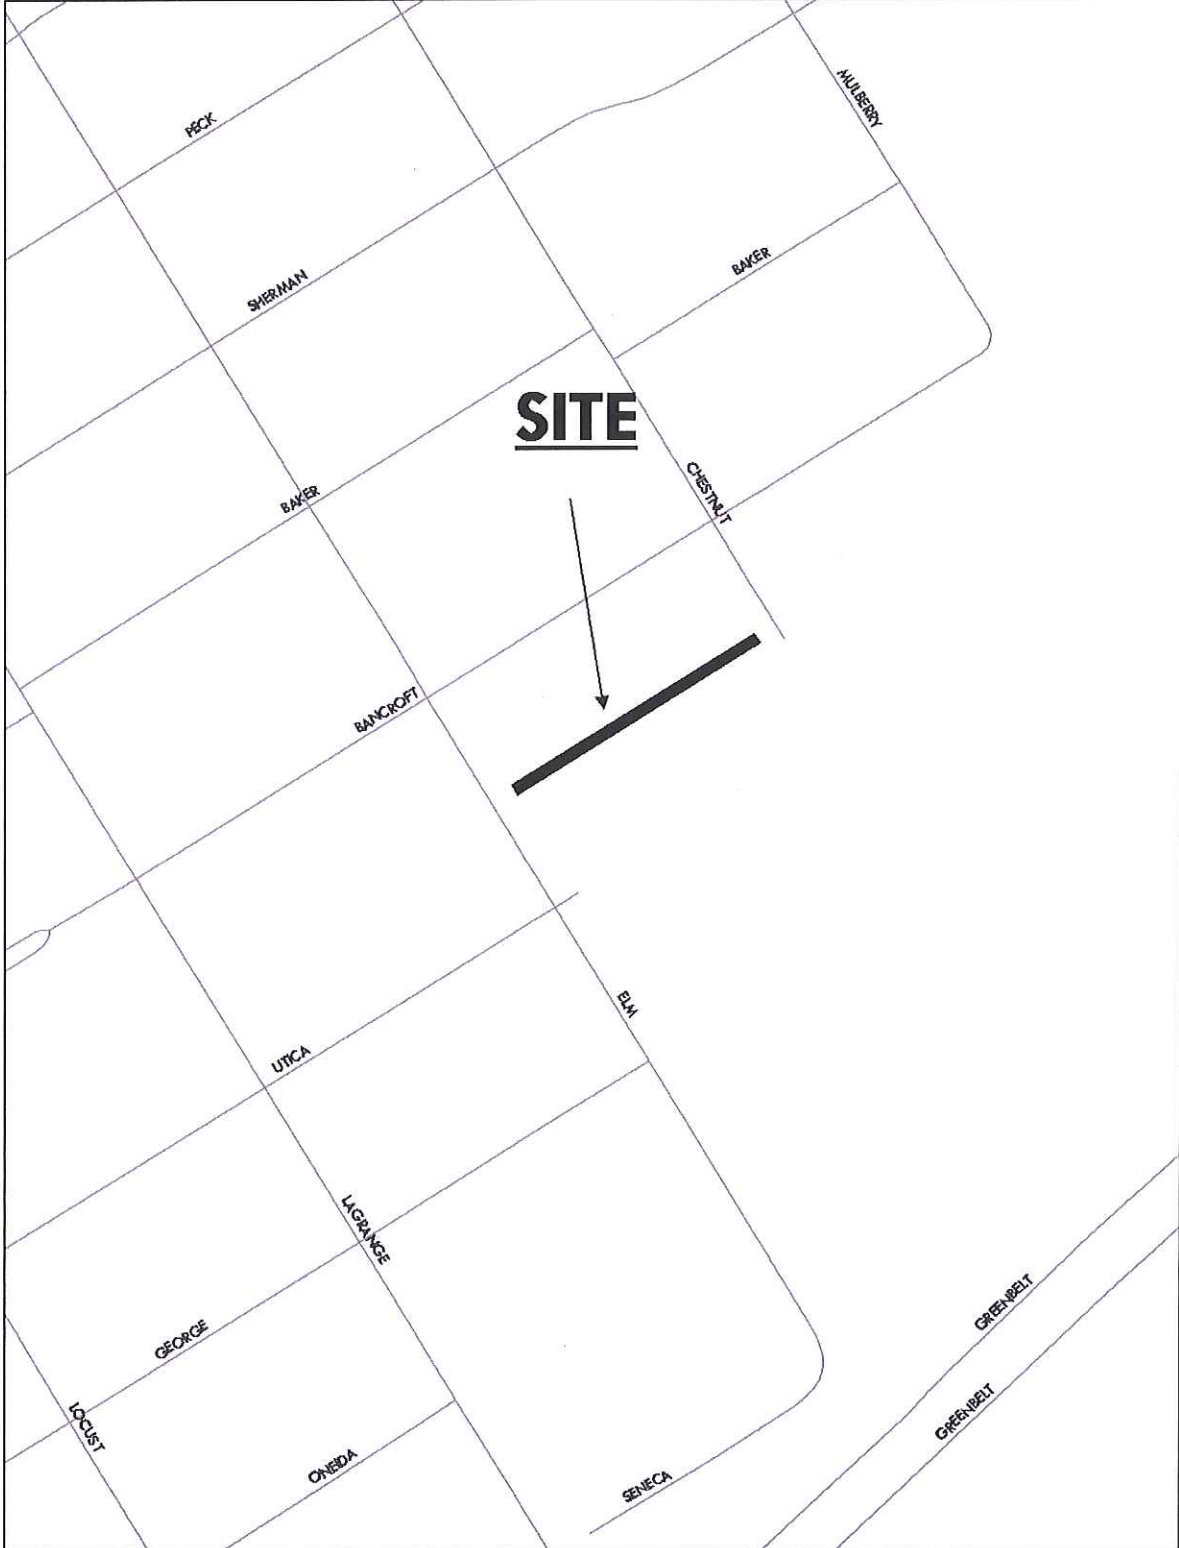 MULBERRY
PECK
BAKER
SHERMAN
SITE
CHESTNUT
BAKER
BANCROFT
ELM
UTICA
LAGRANGE
GREENBELT
GEORGE
GREENBELT
LOCUST
ONEIDA
SENECA